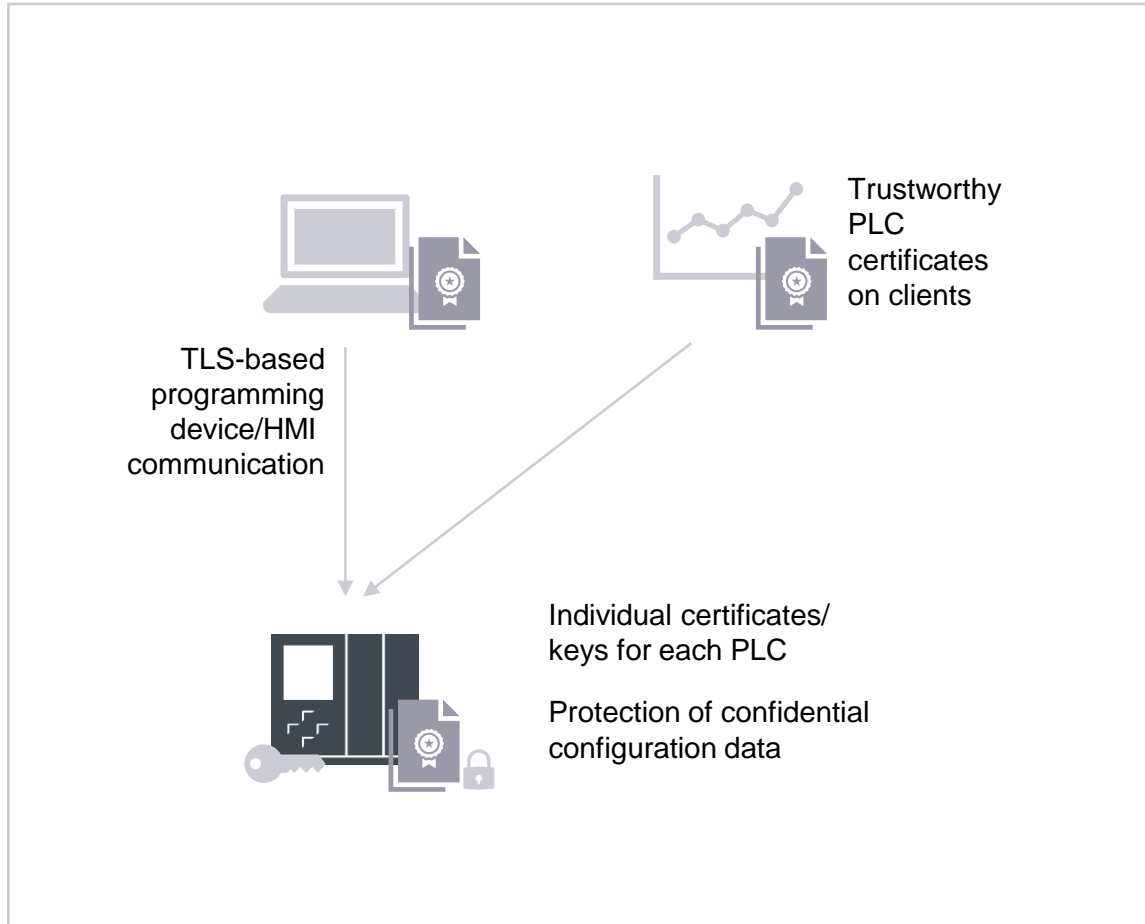 Trustworthy
PLC
certificates
on clients
TLS-based
programming
device/HMI
communication
Individual certificates/
keys for each PLC
Protection of confidential
configuration data